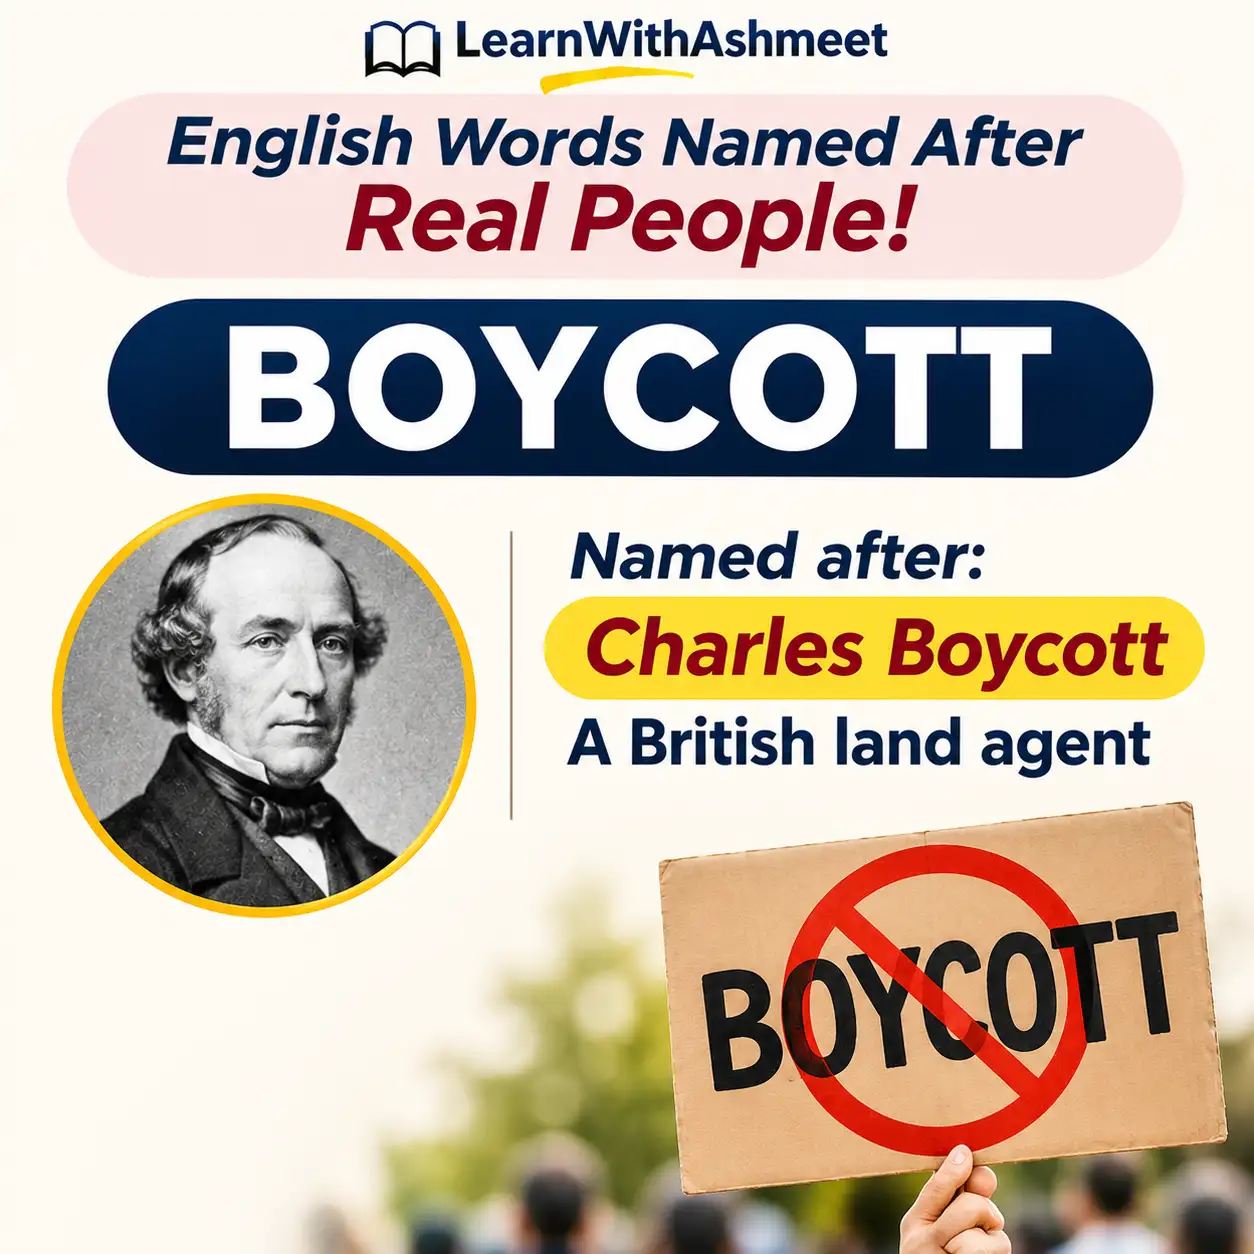 LearnWithAshmeet
English Words Named After
Real People!
BOYCOTT
Named after:
Charles Boycott
A British land agent
BOYCOTT